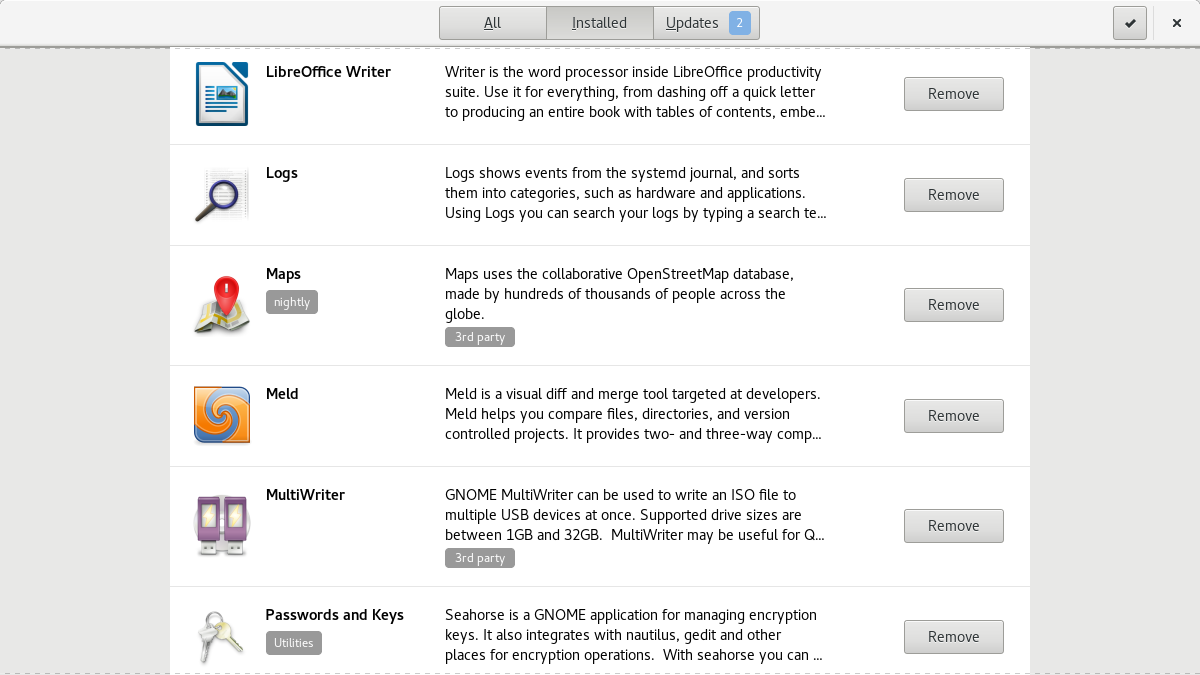 All
Installed
Updates 2
LibreOffice Writer
Writer is the word processor inside LibreOffice productivity
suite. Use it for everything, from dashing off a quick letter
to producing an entire book with tables of contents, embe...
Remove
Logs
Logs shows events from the systemd journal, and sorts
them into categories, such as hardware and applications.
Using Logs you can search your logs by typing a search te...
Remove
Maps
nightly
Maps uses the collaborative OpenStreetMap database,
made by hundreds of thousands of people across the
globe.
3rd party
Remove
Meld
Meld is a visual diff and merge tool targeted at developers.
Meld helps you compare files, directories, and version
controlled projects. It provides two- and three-way comp...
Remove
MultiWriter
GNOME MultiWriter can be used to write an ISO file to
multiple USB devices at once. Supported drive sizes are
between 1GB and 32GB.  MultiWriter may be useful for Q...
3rd party
Remove
Passwords and Keys
Utilities
Seahorse is a GNOME application for managing encryption
keys. It also integrates with nautilus, gedit and other
places for encryption operations.  With seahorse you can ...
Remove